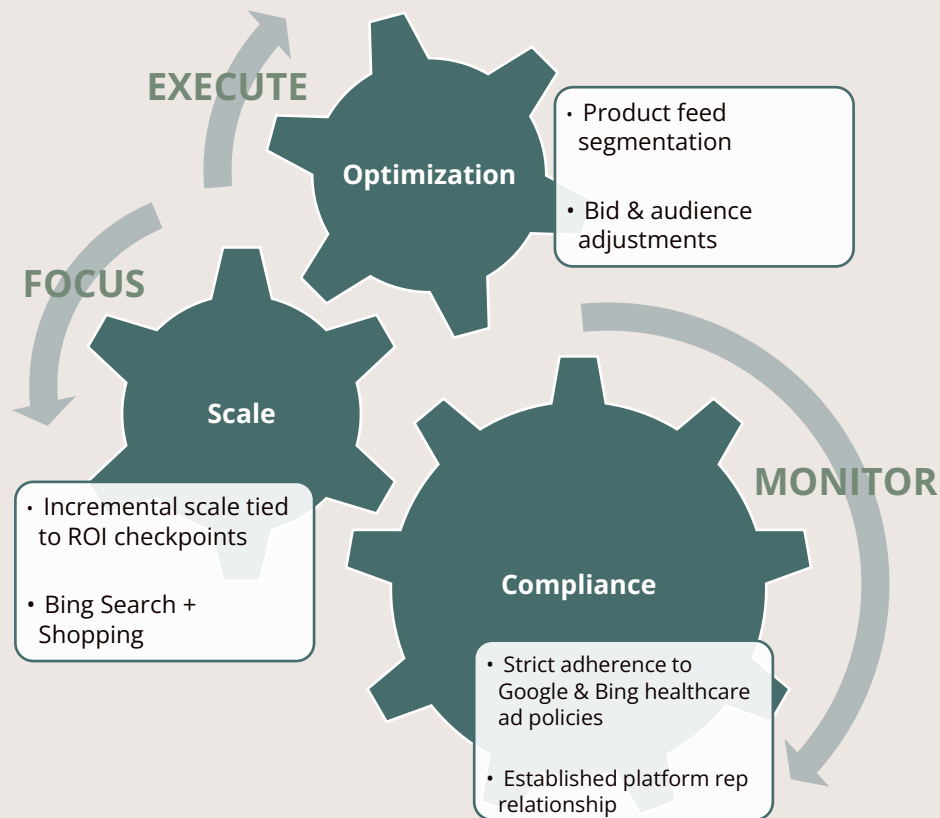 EXECUTE
Optimization
• Product feed
segmentation
• Bid & audience
adjustments
FOCUS
Scale
• Incremental scale tied
to ROI checkpoints
• Bing Search +
Shopping
MONITOR
Compliance
• Strict adherence to
Google & Bing healthcare
ad policies
• Established platform rep
relationship